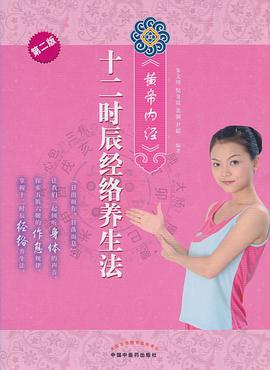 第二版
《黄帝内经》
十二时辰经络养生法
编著
“日出而作，日落而息”
让我们一起倾听身体的声音，
探索五脏六腑的作息规律，
掌握十二时辰经络养生法
中国中医药出版社